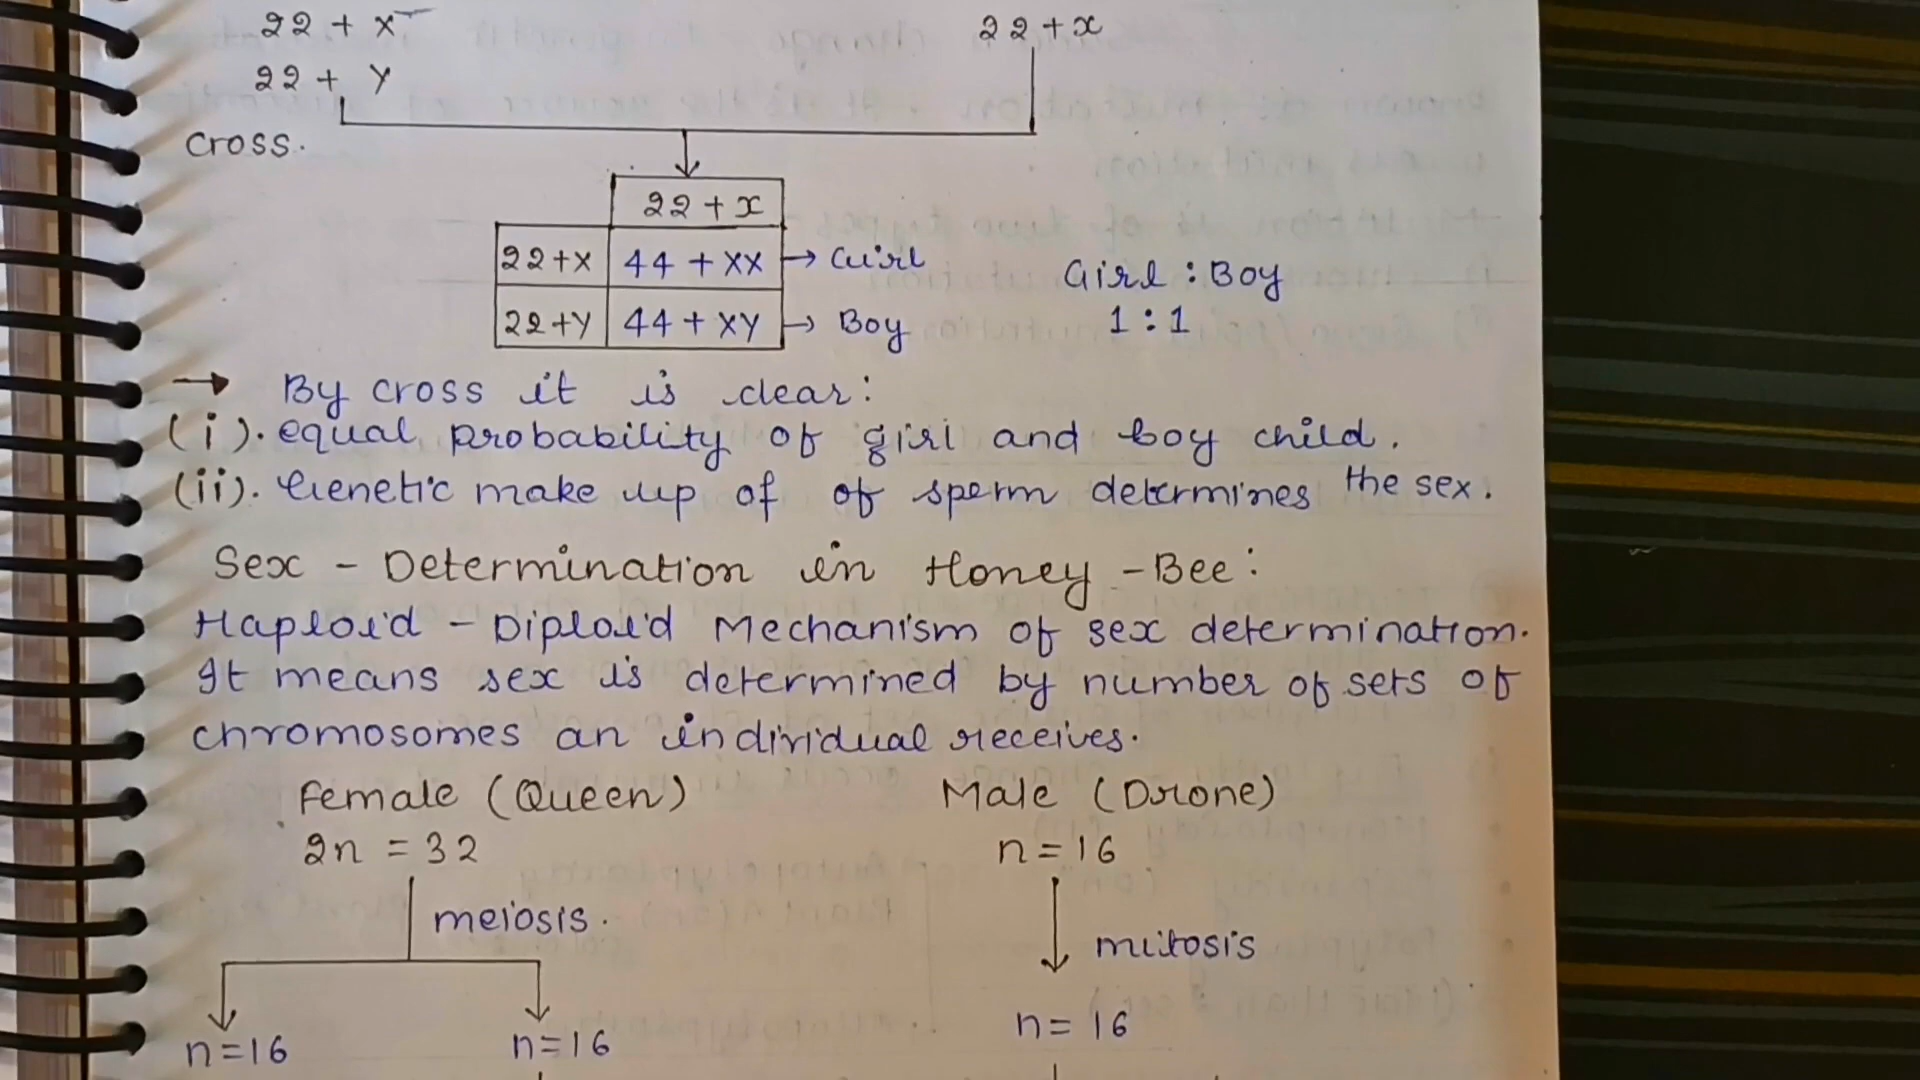 22 + X
22 + x
22 + Y
cross.
22 + x
22+X 44 + XX → Girl
Girl : Boy
22+Y 44 + XY → Boy
1 : 1
→ By cross it is clear:
(i). equal probability of girl and boy child.
(ii). Genetic make up of of sperm determines the sex.
Sex - Determination in Honey - Bee:
Haploid - Diploid Mechanism of sex determination.
It means sex is determined by number of sets of
chromosomes an individual receives.
Female (Queen)
Male (Drone)
2n = 32
n = 16
meiosis.
mitosis
n = 16
n=16
n=16